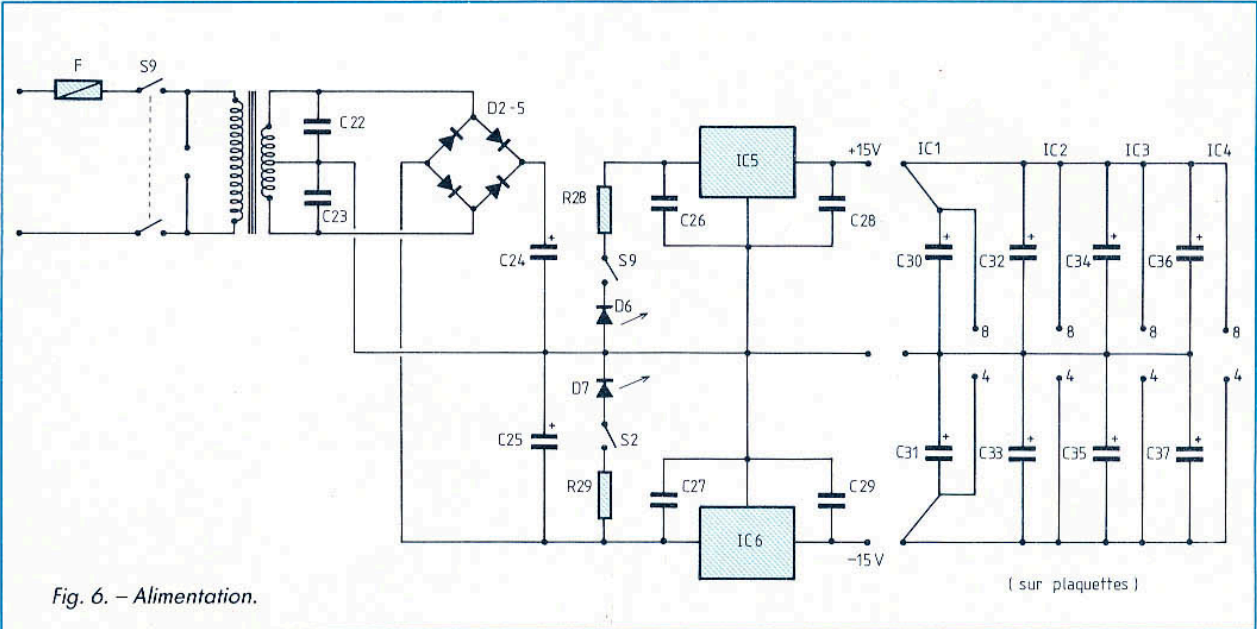 F
S9
C22
C23
D2-5
C24
C25
R28
S9
D6
D7
S2
R29
IC5
C26
C28
+15V
C27
C29
IC6
-15V
IC1
IC2
IC3
IC4
+
+
+
+
+
+
+
+
+
+
C30
C32
C34
C36
8
8
8
8
4
4
4
4
C31
C33
C35
C37
( sur plaquettes )
Fig. 6. – Alimentation.